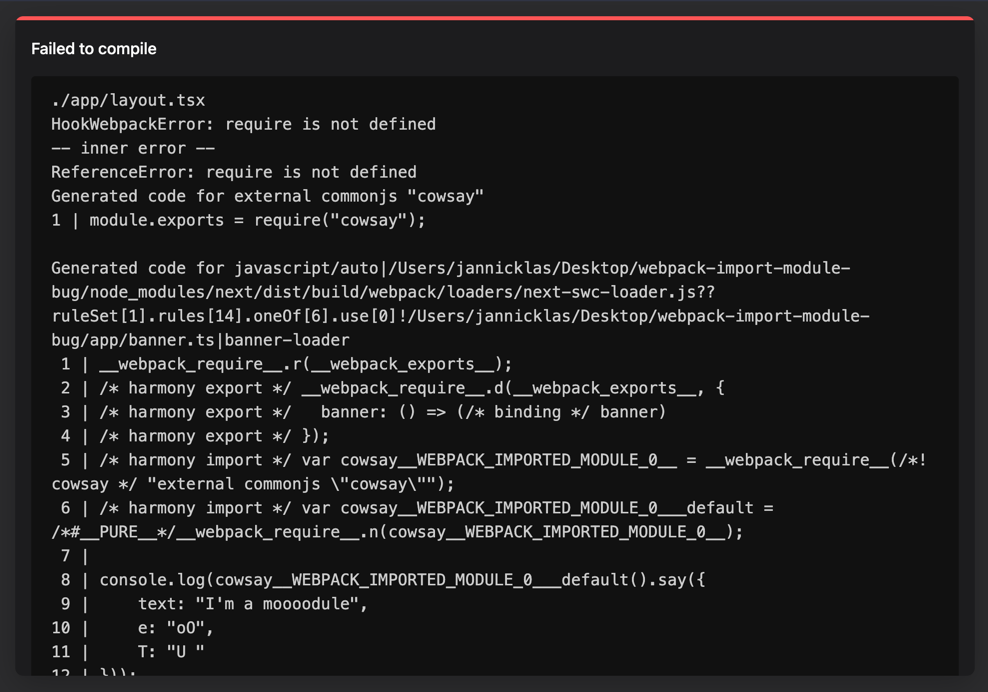 Failed to compile
./app/layout.tsx
HookWebpackError: require is not defined
-- inner error --
ReferenceError: require is not defined
Generated code for external commonjs "cowsay"
1 | module.exports = require("cowsay");
Generated code for javascript/auto|/Users/jannicklas/Desktop/webpack-import-module-
bug/node_modules/next/dist/build/webpack/loaders/next-swc-loader.js??
ruleSet[1].rules[14].oneOf[6].use[0]!/Users/jannicklas/Desktop/webpack-import-module-
bug/app/banner.ts|banner-loader
1 | __webpack_require__.r(__webpack_exports__);
2 | /* harmony export */ __webpack_require__.d(__webpack_exports__, {
3 | /* harmony export */   banner: () => (/* binding */ banner)
4 | /* harmony export */ });
5 | /* harmony import */ var cowsay__WEBPACK_IMPORTED_MODULE_0__ = __webpack_require__(/*!
cowsay */ "external commonjs \"cowsay\"");
6 | /* harmony import */ var cowsay__WEBPACK_IMPORTED_MODULE_0___default =
/*#__PURE__*/__webpack_require__.n(cowsay__WEBPACK_IMPORTED_MODULE_0__);
7 |
8 | console.log(cowsay__WEBPACK_IMPORTED_MODULE_0___default().say({
9 |     text: "I'm a moooodule",
10 |     e: "oO",
11 |     T: "U "
12 | }));